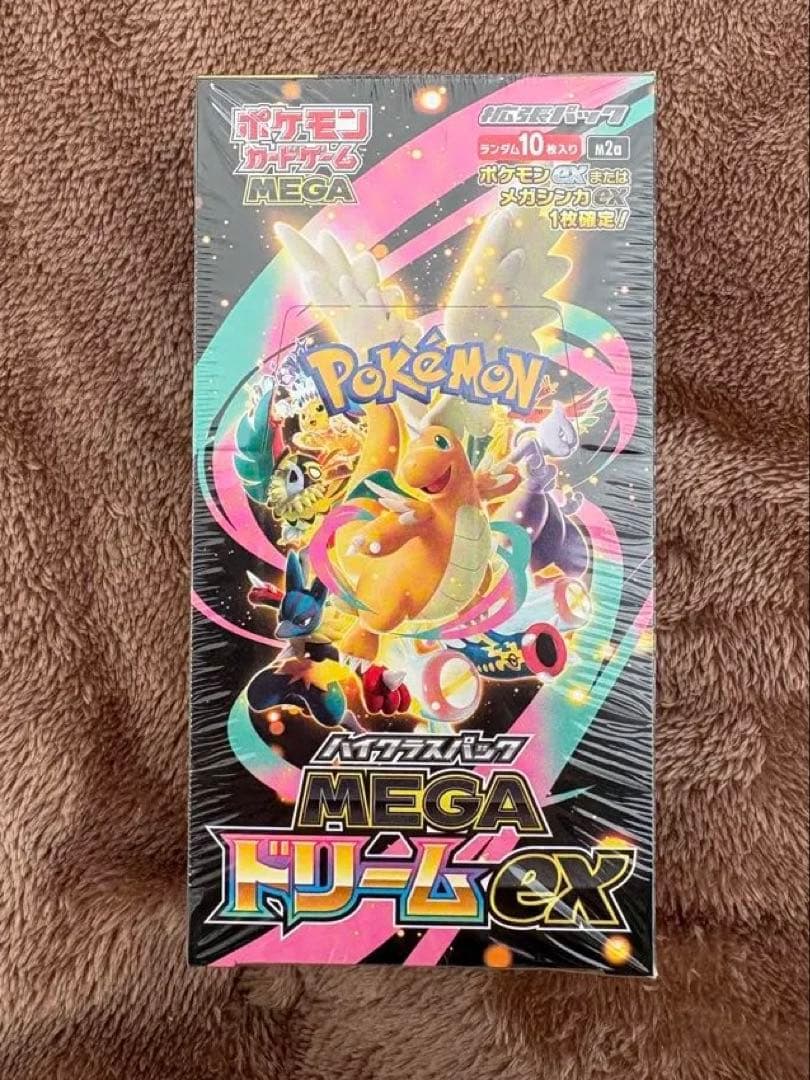 ポケモン
カードゲーム
MEGA
拡張パック
ランダム10枚入り M2a
ポケモンexまたは
メガシンカex
1枚確定!
POKéMON
ハイクラスパック
MEGA
ドリームex